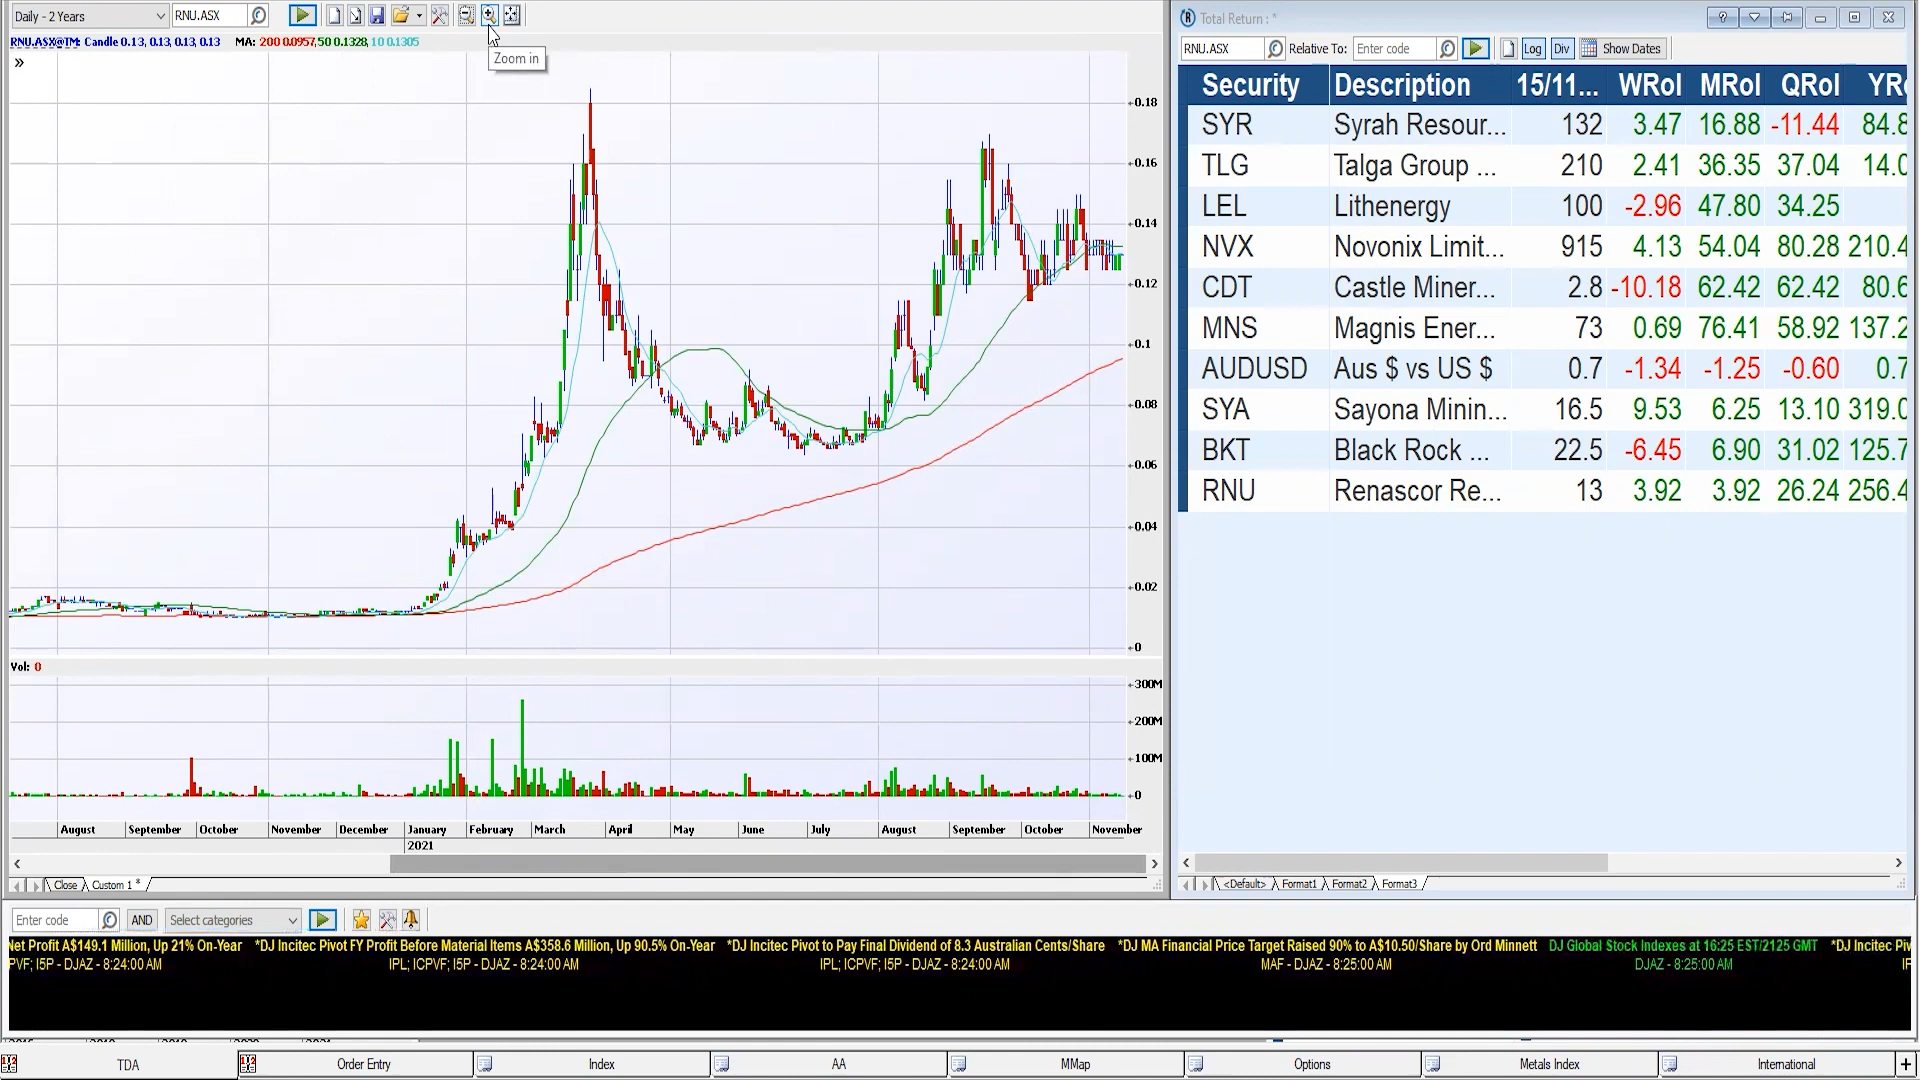 Daily - 2 Years
RNU.ASX
RNU.ASX@TM: Candle 0.13, 0.13, 0.13, 0.13 MA: 200 0.0957, 50 0.1328, 10 0.1305
Zoom in
»
0.18
0.16
0.14
0.12
0.1
0.08
0.06
0.04
0.02
0
Vol: 0
300M
200M
100M
0
August September October November December January February March April May June July August September October November
2021
Close Custom 1 *
Total Return : *
RNU.ASX Relative To: Enter code Log Div Show Dates
Security Description 15/11... WRoI MRoI QRoI
SYR Syrah Resour... 132 3.47 16.88 -11.44 84.8
TLG Talga Group ... 210 2.41 36.35 37.04 14.0
LEL Lithenergy 100 -2.96 47.80 34.25
NVX Novonix Limit... 915 4.13 54.04 80.28 210.4
CDT Castle Miner... 2.8 -10.18 62.42 62.42 80.6
MNS Magnis Ener... 73 0.69 76.41 58.92 137.2
AUDUSD Aus $ vs US $ 0.7 -1.34 -1.25 -0.60 0.7
SYA Sayona Minin... 16.5 9.53 6.25 13.10 319.0
BKT Black Rock ... 22.5 -6.45 6.90 31.02 125.7
RNU Renascor Re... 13 3.92 3.92 26.24 256.4
<Default> Format1 Format2 Format3
Enter code AND Select categories
Net Profit A$149.1 Million, Up 21% On-Year *DJ Incitec Pivot FY Profit Before Material Items A$358.6 Million, Up 90.5% On-Year *DJ Incitec Pivot to Pay Final Dividend of 8.3 Australian Cents/Share *DJ MA Financial Price Target Raised 90% to A$10.50/Share by Ord Minnett DJ Global Stock Indexes at 16:25 EST/2125 GMT *DJ Incitec Piv
PVF; I5P - DJAZ - 8:24:00 AM IPL; ICPVF; I5P - DJAZ - 8:24:00 AM IPL; ICPVF; I5P - DJAZ - 8:24:00 AM MAF - DJAZ - 8:25:00 AM DJAZ - 8:25:00 AM
TDA Order Entry Index AA MMap Options Metals Index International